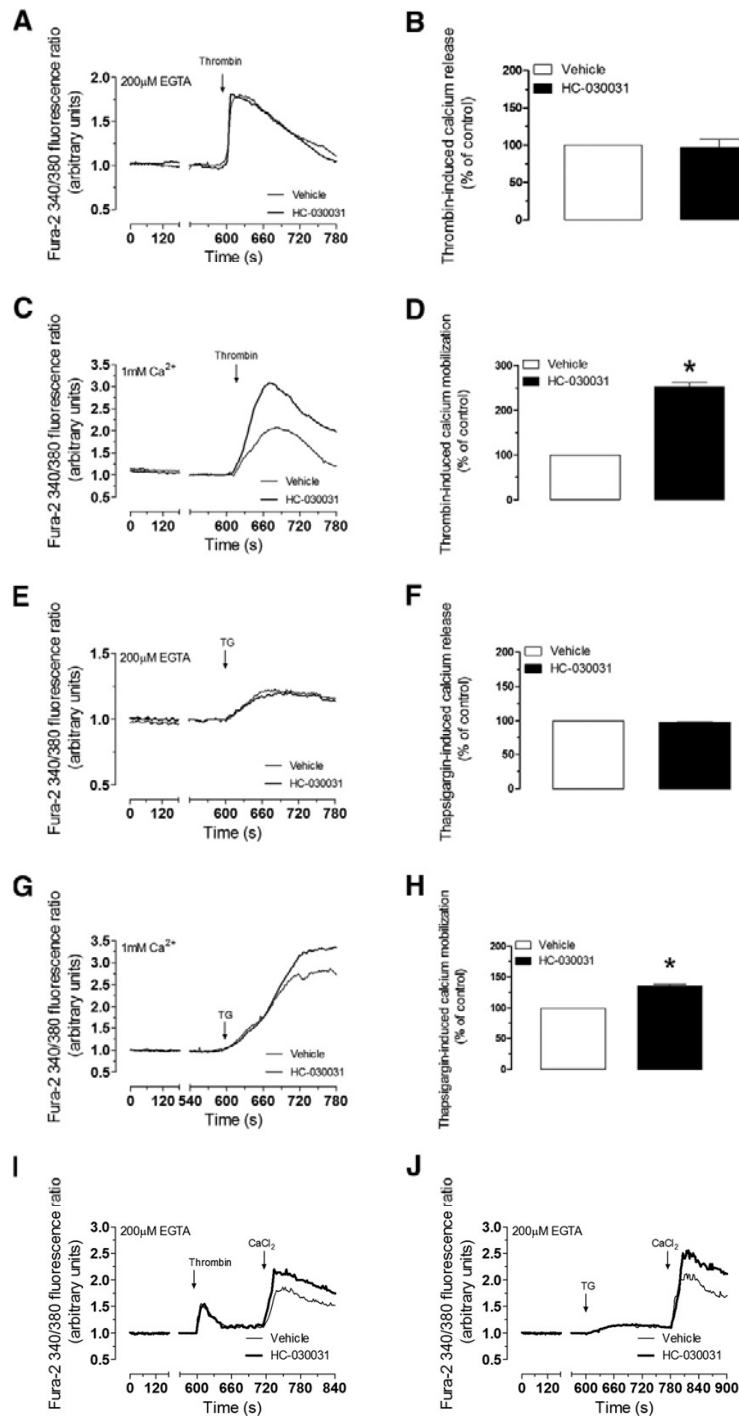 A
Fura-2 340/380 fluorescence ratio
(arbitrary units)
2.0
1.5
1.0
0.5
200μM EGTA
Thrombin
Vehicle
HC-030031
0 120 600 660 720 780
Time (s)
B
Thrombin-induced calcium release
(% of control)
200
150
100
50
0
Vehicle
HC-030031
C
Fura-2 340/380 fluorescence ratio
(arbitrary units)
3.5
3.0
2.5
2.0
1.5
1.0
0.5
1mM Ca2+
Thrombin
Vehicle
HC-030031
0 120 600 660 720 780
Time (s)
D
Thrombin-induced calcium mobilization
(% of control)
300
200
100
0
Vehicle
HC-030031
*
E
Fura-2 340/380 fluorescence ratio
(arbitrary units)
1.5
1.0
0.5
200μM EGTA
TG
Vehicle
HC-030031
0 120 600 660 720 780
Time (s)
F
Thapsigargin-induced calcium release
(% of control)
200
150
100
50
0
Vehicle
HC-030031
G
Fura-2 340/380 fluorescence ratio
(arbitrary units)
3.5
3.0
2.5
2.0
1.5
1.0
0.5
1mM Ca2+
TG
Vehicle
HC-030031
0 120 540 600 660 720 780
Time (s)
H
Thapsigargin-induced calcium mobilization
(% of control)
200
150
100
50
0
Vehicle
HC-030031
*
I
Fura-2 340/380 fluorescence ratio
(arbitrary units)
3.0
2.5
2.0
1.5
1.0
0.5
200μM EGTA
Thrombin
CaCl2
Vehicle
HC-030031
0 120 600 660 720 780 840
Time (s)
J
Fura-2 340/380 fluorescence ratio
(arbitrary units)
3.0
2.5
2.0
1.5
1.0
0.5
200μM EGTA
TG
CaCl2
Vehicle
HC-030031
0 120 600 660 720 780 840 900
Time (s)